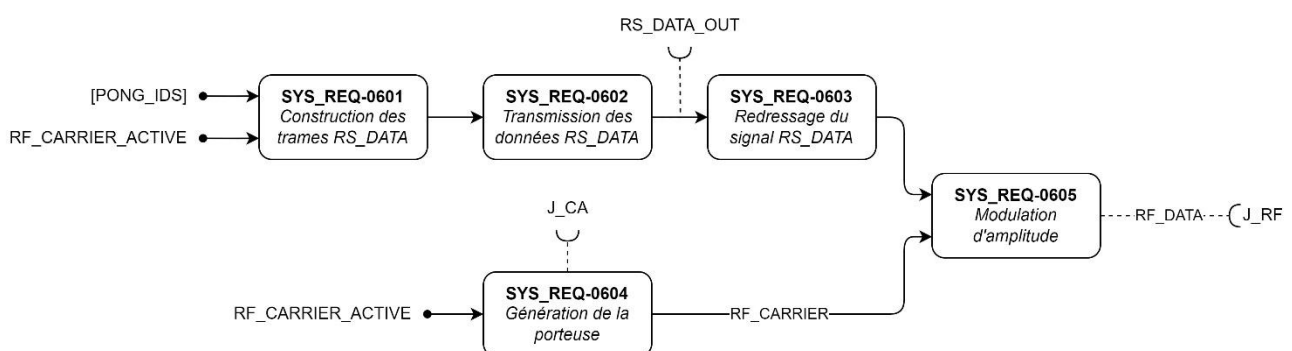 RS_DATA_OUT
[PONG_IDS]
RF_CARRIER_ACTIVE
SYS_REQ-0601
Construction des
trames RS_DATA
SYS_REQ-0602
Transmission des
données RS_DATA
SYS_REQ-0603
Redressage du
signal RS_DATA
J_CA
SYS_REQ-0605
Modulation
d'amplitude
RF_DATA
J_RF
RF_CARRIER_ACTIVE
SYS_REQ-0604
Génération de la
porteuse
RF_CARRIER